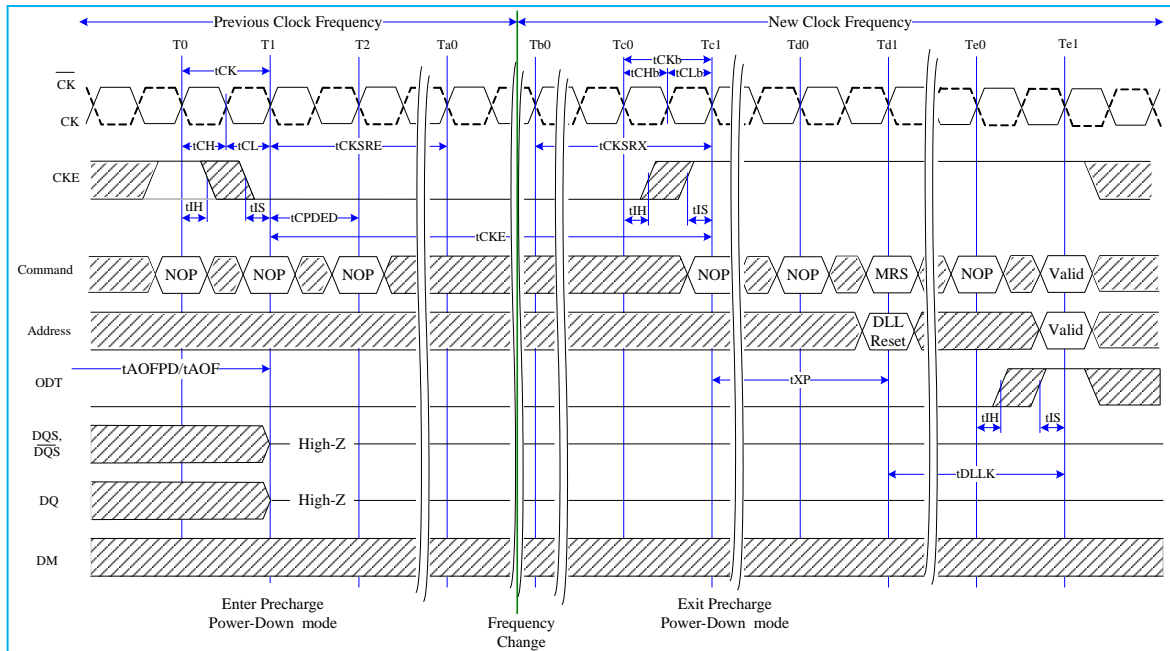 Previous Clock Frequency New Clock Frequency
T0 T1 T2 Ta0 Tb0 Tc0 Tc1 Td0 Td1 Te0 Te1
tCK tCKb
tCHb tCLb
CK
CK
tCH tCL tCKSRE tCKSRX
CKE
tIH tIS tCPDED tIH tIS
tCKE
Command NOP NOP NOP NOP NOP MRS NOP Valid
Address DLL Reset Valid
tAOFPD/tAOF
ODT tXP
tIH tIS
DQS, DQS High-Z
tDLLK
DQ High-Z
DM
Enter Precharge Power-Down mode
Frequency Change
Exit Precharge Power-Down mode